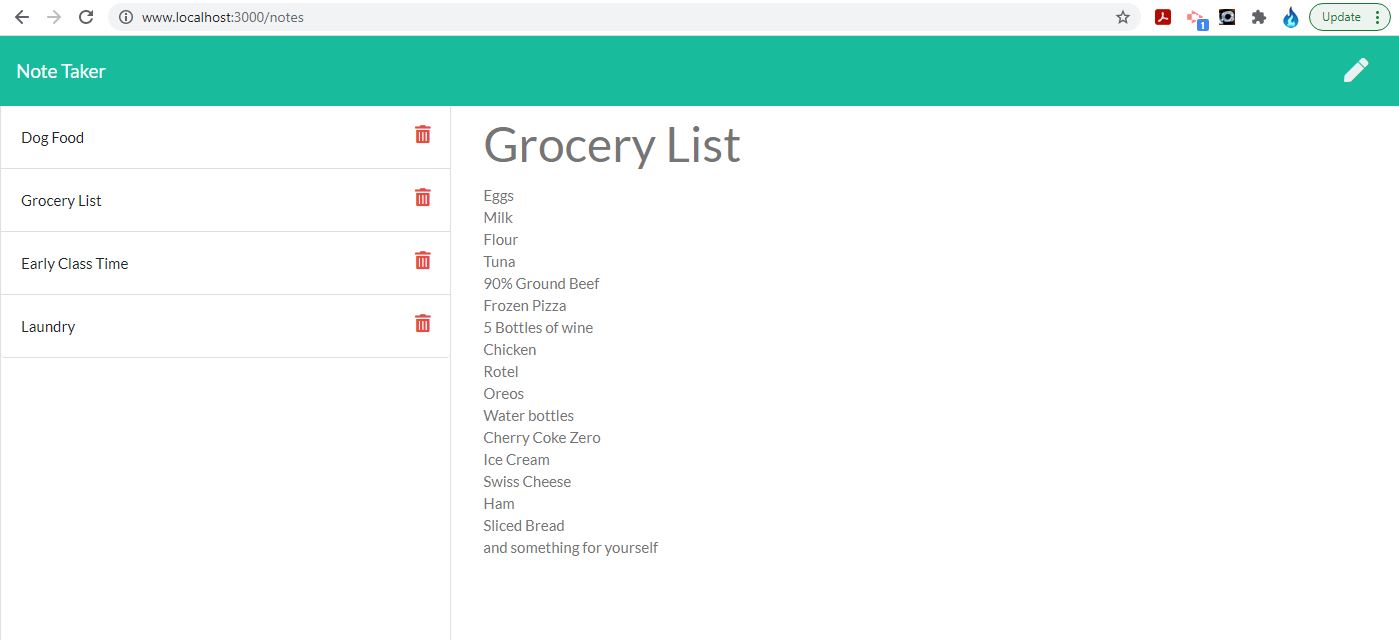 www.localhost:3000/notes
1
Update
Note Taker
Dog Food
Grocery List
Early Class Time
Laundry
Grocery List
Eggs
Milk
Flour
Tuna
90% Ground Beef
Frozen Pizza
5 Bottles of wine
Chicken
Rotel
Oreos
Water bottles
Cherry Coke Zero
Ice Cream
Swiss Cheese
Ham
Sliced Bread
and something for yourself